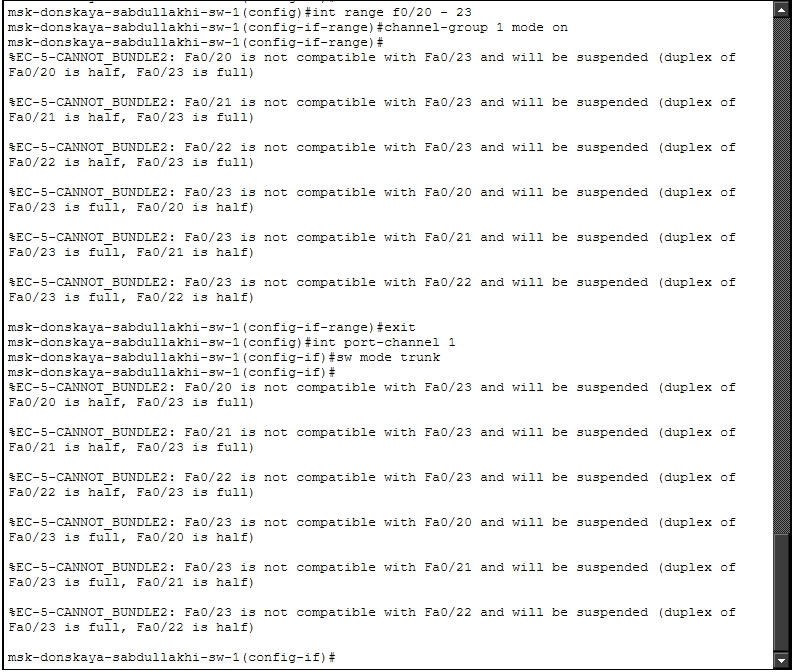 msk-donskaya-sabdullakhi-sw-1(config)#int range f0/20 - 23
msk-donskaya-sabdullakhi-sw-1(config-if-range)#channel-group 1 mode on
msk-donskaya-sabdullakhi-sw-1(config-if-range)#
%EC-5-CANNOT_BUNDLE2: Fa0/20 is not compatible with Fa0/23 and will be suspended (duplex of
Fa0/20 is half, Fa0/23 is full)
%EC-5-CANNOT_BUNDLE2: Fa0/21 is not compatible with Fa0/23 and will be suspended (duplex of
Fa0/21 is half, Fa0/23 is full)
%EC-5-CANNOT_BUNDLE2: Fa0/22 is not compatible with Fa0/23 and will be suspended (duplex of
Fa0/22 is half, Fa0/23 is full)
%EC-5-CANNOT_BUNDLE2: Fa0/23 is not compatible with Fa0/20 and will be suspended (duplex of
Fa0/23 is full, Fa0/20 is half)
%EC-5-CANNOT_BUNDLE2: Fa0/23 is not compatible with Fa0/21 and will be suspended (duplex of
Fa0/23 is full, Fa0/21 is half)
%EC-5-CANNOT_BUNDLE2: Fa0/23 is not compatible with Fa0/22 and will be suspended (duplex of
Fa0/23 is full, Fa0/22 is half)
msk-donskaya-sabdullakhi-sw-1(config-if-range)#exit
msk-donskaya-sabdullakhi-sw-1(config)#int port-channel 1
msk-donskaya-sabdullakhi-sw-1(config-if)#sw mode trunk
msk-donskaya-sabdullakhi-sw-1(config-if)#
%EC-5-CANNOT_BUNDLE2: Fa0/20 is not compatible with Fa0/23 and will be suspended (duplex of
Fa0/20 is half, Fa0/23 is full)
%EC-5-CANNOT_BUNDLE2: Fa0/21 is not compatible with Fa0/23 and will be suspended (duplex of
Fa0/21 is half, Fa0/23 is full)
%EC-5-CANNOT_BUNDLE2: Fa0/22 is not compatible with Fa0/23 and will be suspended (duplex of
Fa0/22 is half, Fa0/23 is full)
%EC-5-CANNOT_BUNDLE2: Fa0/23 is not compatible with Fa0/20 and will be suspended (duplex of
Fa0/23 is full, Fa0/20 is half)
%EC-5-CANNOT_BUNDLE2: Fa0/23 is not compatible with Fa0/21 and will be suspended (duplex of
Fa0/23 is full, Fa0/21 is half)
%EC-5-CANNOT_BUNDLE2: Fa0/23 is not compatible with Fa0/22 and will be suspended (duplex of
Fa0/23 is full, Fa0/22 is half)
msk-donskaya-sabdullakhi-sw-1(config-if)#